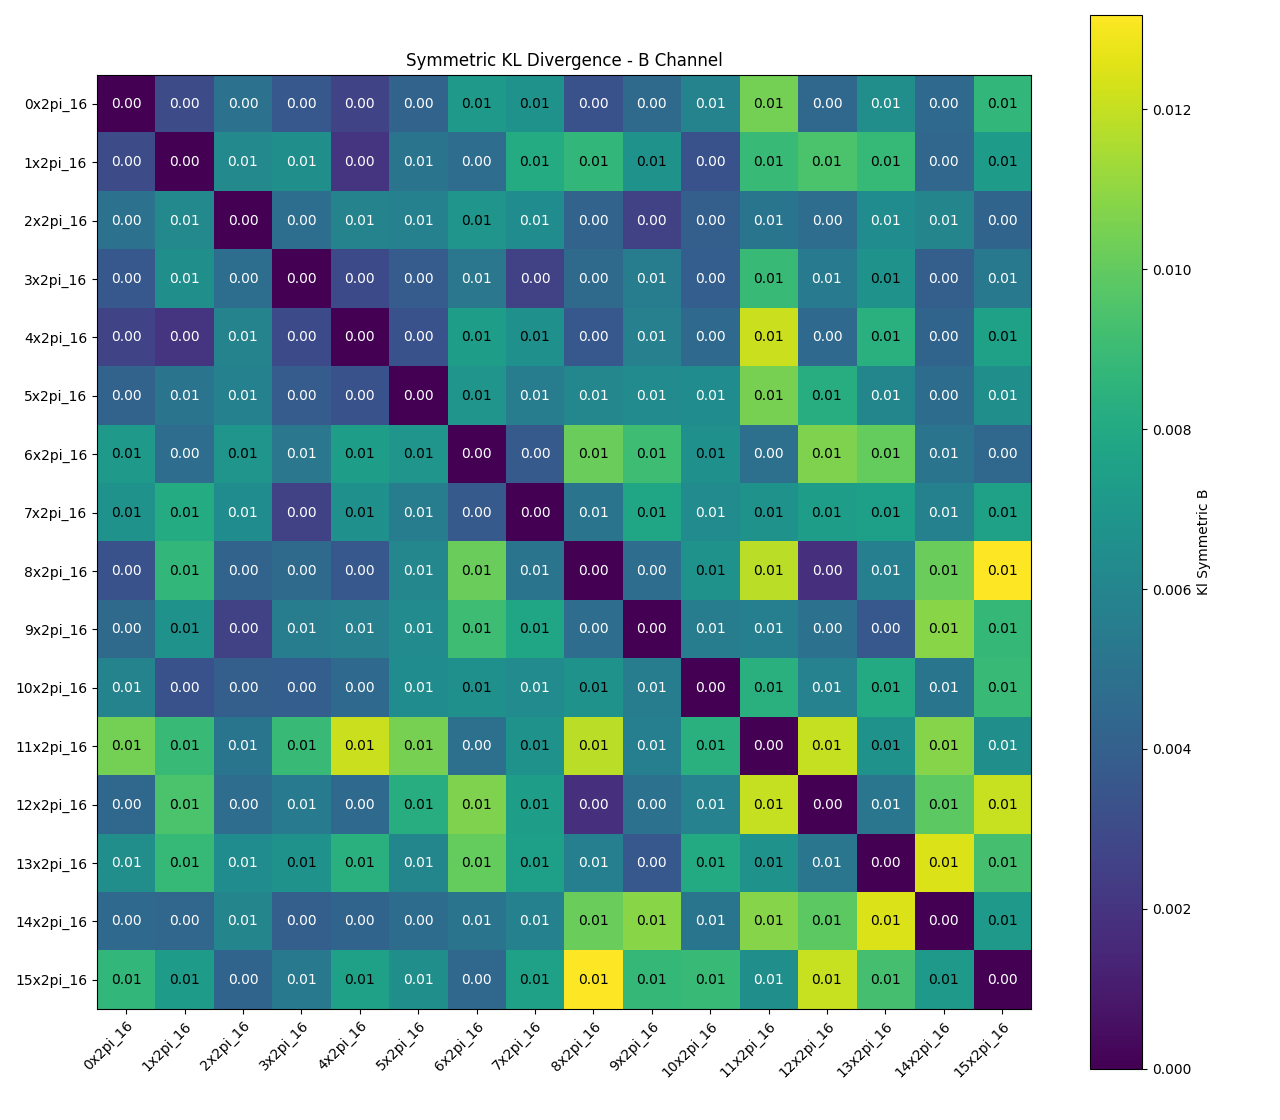 Symmetric KL Divergence - B Channel
0x2pi_16 0.00 0.00 0.00 0.00 0.00 0.00 0.01 0.01 0.00 0.00 0.01 0.01 0.00 0.01 0.00 0.01
1x2pi_16 0.00 0.00 0.01 0.01 0.00 0.01 0.00 0.01 0.01 0.01 0.00 0.01 0.01 0.01 0.00 0.01
2x2pi_16 0.00 0.01 0.00 0.00 0.01 0.01 0.01 0.01 0.00 0.00 0.00 0.01 0.00 0.01 0.01 0.00
3x2pi_16 0.00 0.01 0.00 0.00 0.00 0.00 0.01 0.00 0.00 0.01 0.00 0.01 0.01 0.01 0.00 0.01
4x2pi_16 0.00 0.00 0.01 0.00 0.00 0.00 0.01 0.01 0.00 0.01 0.00 0.01 0.00 0.01 0.00 0.01
5x2pi_16 0.00 0.01 0.01 0.00 0.00 0.00 0.01 0.01 0.01 0.01 0.01 0.01 0.01 0.01 0.00 0.01
6x2pi_16 0.01 0.00 0.01 0.01 0.01 0.01 0.00 0.00 0.01 0.01 0.01 0.00 0.01 0.01 0.01 0.00
7x2pi_16 0.01 0.01 0.01 0.00 0.01 0.01 0.00 0.00 0.01 0.01 0.01 0.01 0.01 0.01 0.01 0.01
8x2pi_16 0.00 0.01 0.00 0.00 0.00 0.01 0.01 0.01 0.00 0.00 0.01 0.01 0.00 0.01 0.01 0.01
9x2pi_16 0.00 0.01 0.00 0.01 0.01 0.01 0.01 0.01 0.00 0.00 0.01 0.01 0.00 0.00 0.01 0.01
10x2pi_16 0.01 0.00 0.00 0.00 0.00 0.01 0.01 0.01 0.01 0.01 0.00 0.01 0.01 0.01 0.01 0.01
11x2pi_16 0.01 0.01 0.01 0.01 0.01 0.01 0.00 0.01 0.01 0.01 0.01 0.00 0.01 0.01 0.01 0.01
12x2pi_16 0.00 0.01 0.00 0.01 0.00 0.01 0.01 0.01 0.00 0.00 0.01 0.01 0.00 0.01 0.01 0.01
13x2pi_16 0.01 0.01 0.01 0.01 0.01 0.01 0.01 0.01 0.01 0.00 0.01 0.01 0.01 0.00 0.01 0.01
14x2pi_16 0.00 0.00 0.01 0.00 0.00 0.00 0.01 0.01 0.01 0.01 0.01 0.01 0.01 0.01 0.00 0.01
15x2pi_16 0.01 0.01 0.00 0.01 0.01 0.01 0.00 0.01 0.01 0.01 0.01 0.01 0.01 0.01 0.01 0.00
0x2pi_16 1x2pi_16 2x2pi_16 3x2pi_16 4x2pi_16 5x2pi_16 6x2pi_16 7x2pi_16 8x2pi_16 9x2pi_16 10x2pi_16 11x2pi_16 12x2pi_16 13x2pi_16 14x2pi_16 15x2pi_16
0.012
0.010
0.008
0.006
0.004
0.002
0.000
Kl Symmetric B